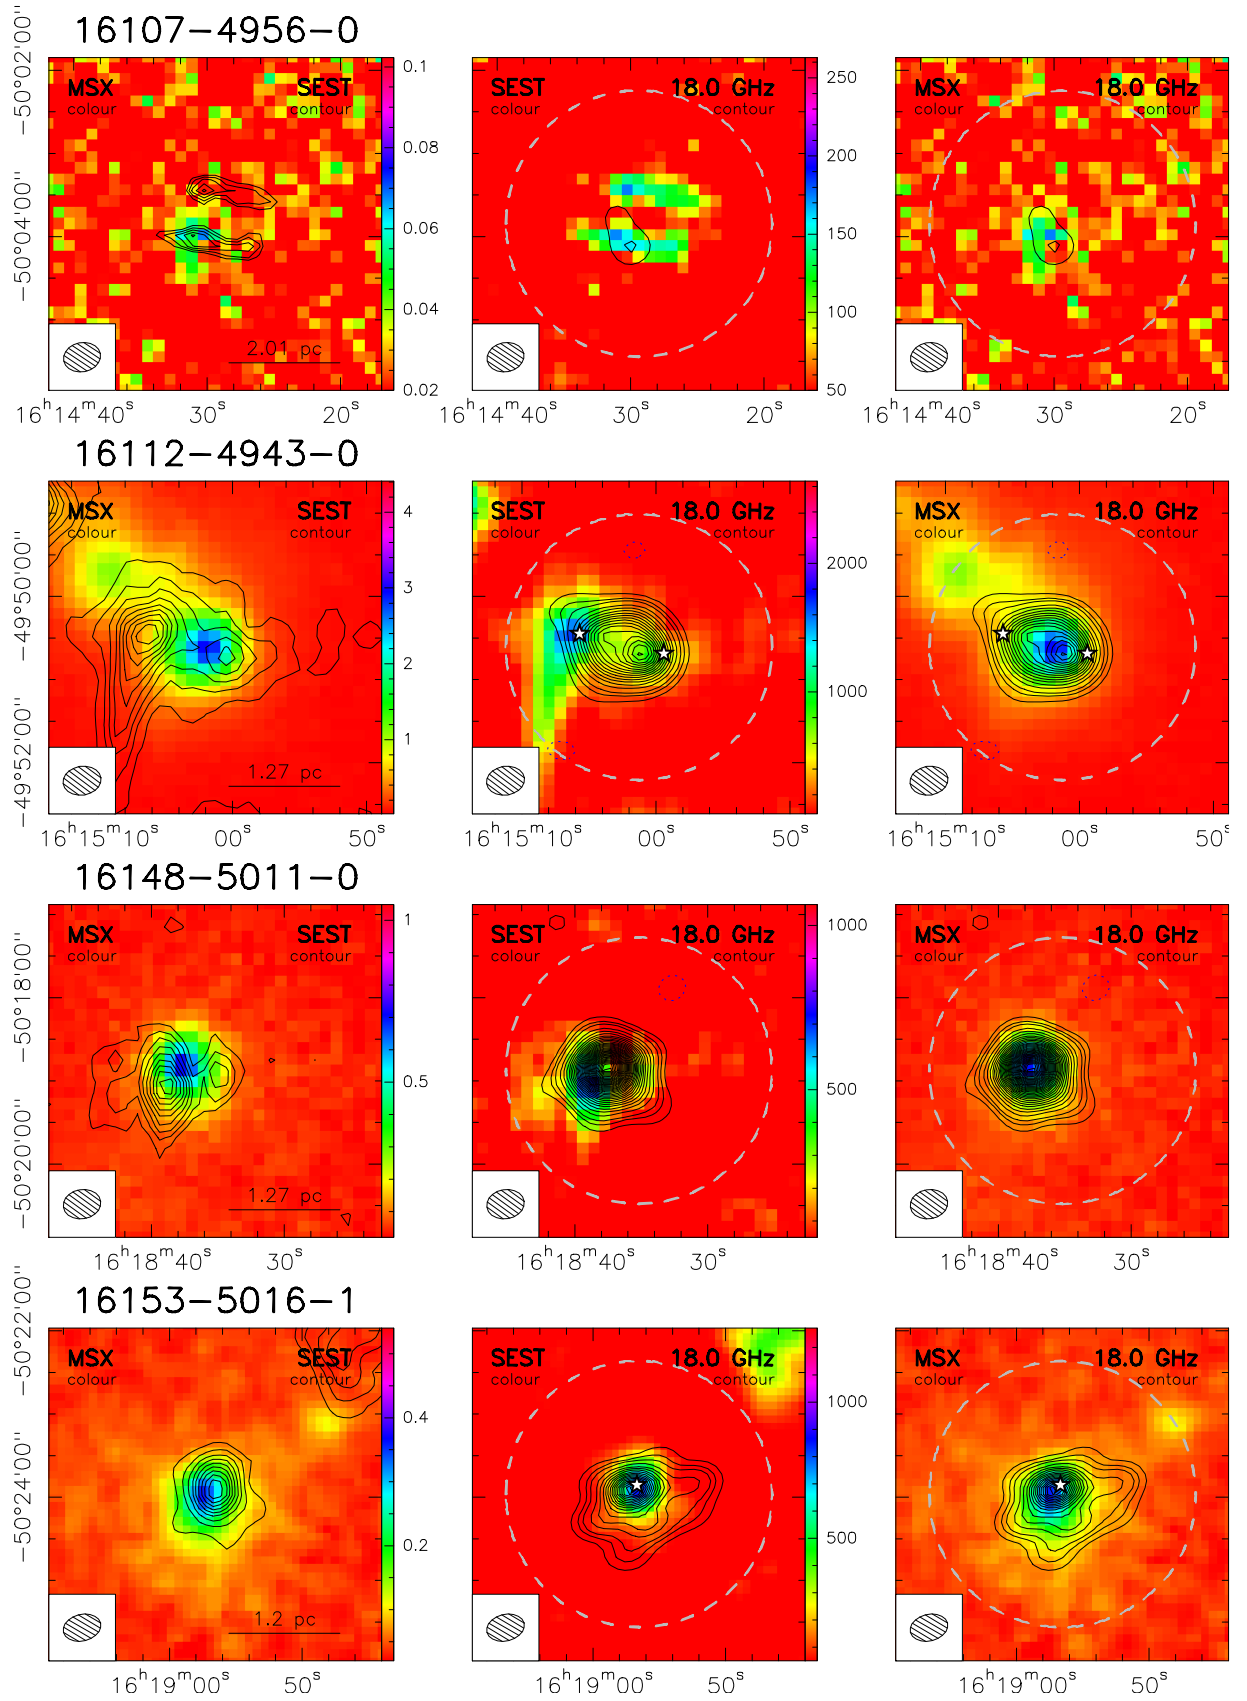 16107-4956-0
MSX SEST SEST 18.0 GHz MSX 18.0 GHz
colour contour colour contour colour contour
−50°02'00" −50°04'00"
0.1 0.08 0.06 0.04 0.02
250 200 150 100 50
2.01 pc
16h14m40s 30s 20s 16h14m40s 30s 20s 16h14m40s 30s 20s
16112-4943-0
MSX SEST SEST 18.0 GHz MSX 18.0 GHz
colour contour colour contour colour contour
−49°50'00" −49°52'00"
4 3 2 1
2000 1000
1.27 pc
16h15m10s 00s 50s 16h15m10s 00s 50s 16h15m10s 00s 50s
16148-5011-0
MSX SEST SEST 18.0 GHz MSX 18.0 GHz
colour contour colour contour colour contour
−50°18'00" −50°20'00"
1 0.5
1000 500
1.27 pc
16h18m40s 30s 16h18m40s 30s 16h18m40s 30s
16153-5016-1
MSX SEST SEST 18.0 GHz MSX 18.0 GHz
colour contour colour contour colour contour
−50°22'00" −50°24'00"
0.4 0.2
1000 500
1.2 pc
16h19m00s 50s 16h19m00s 50s 16h19m00s 50s